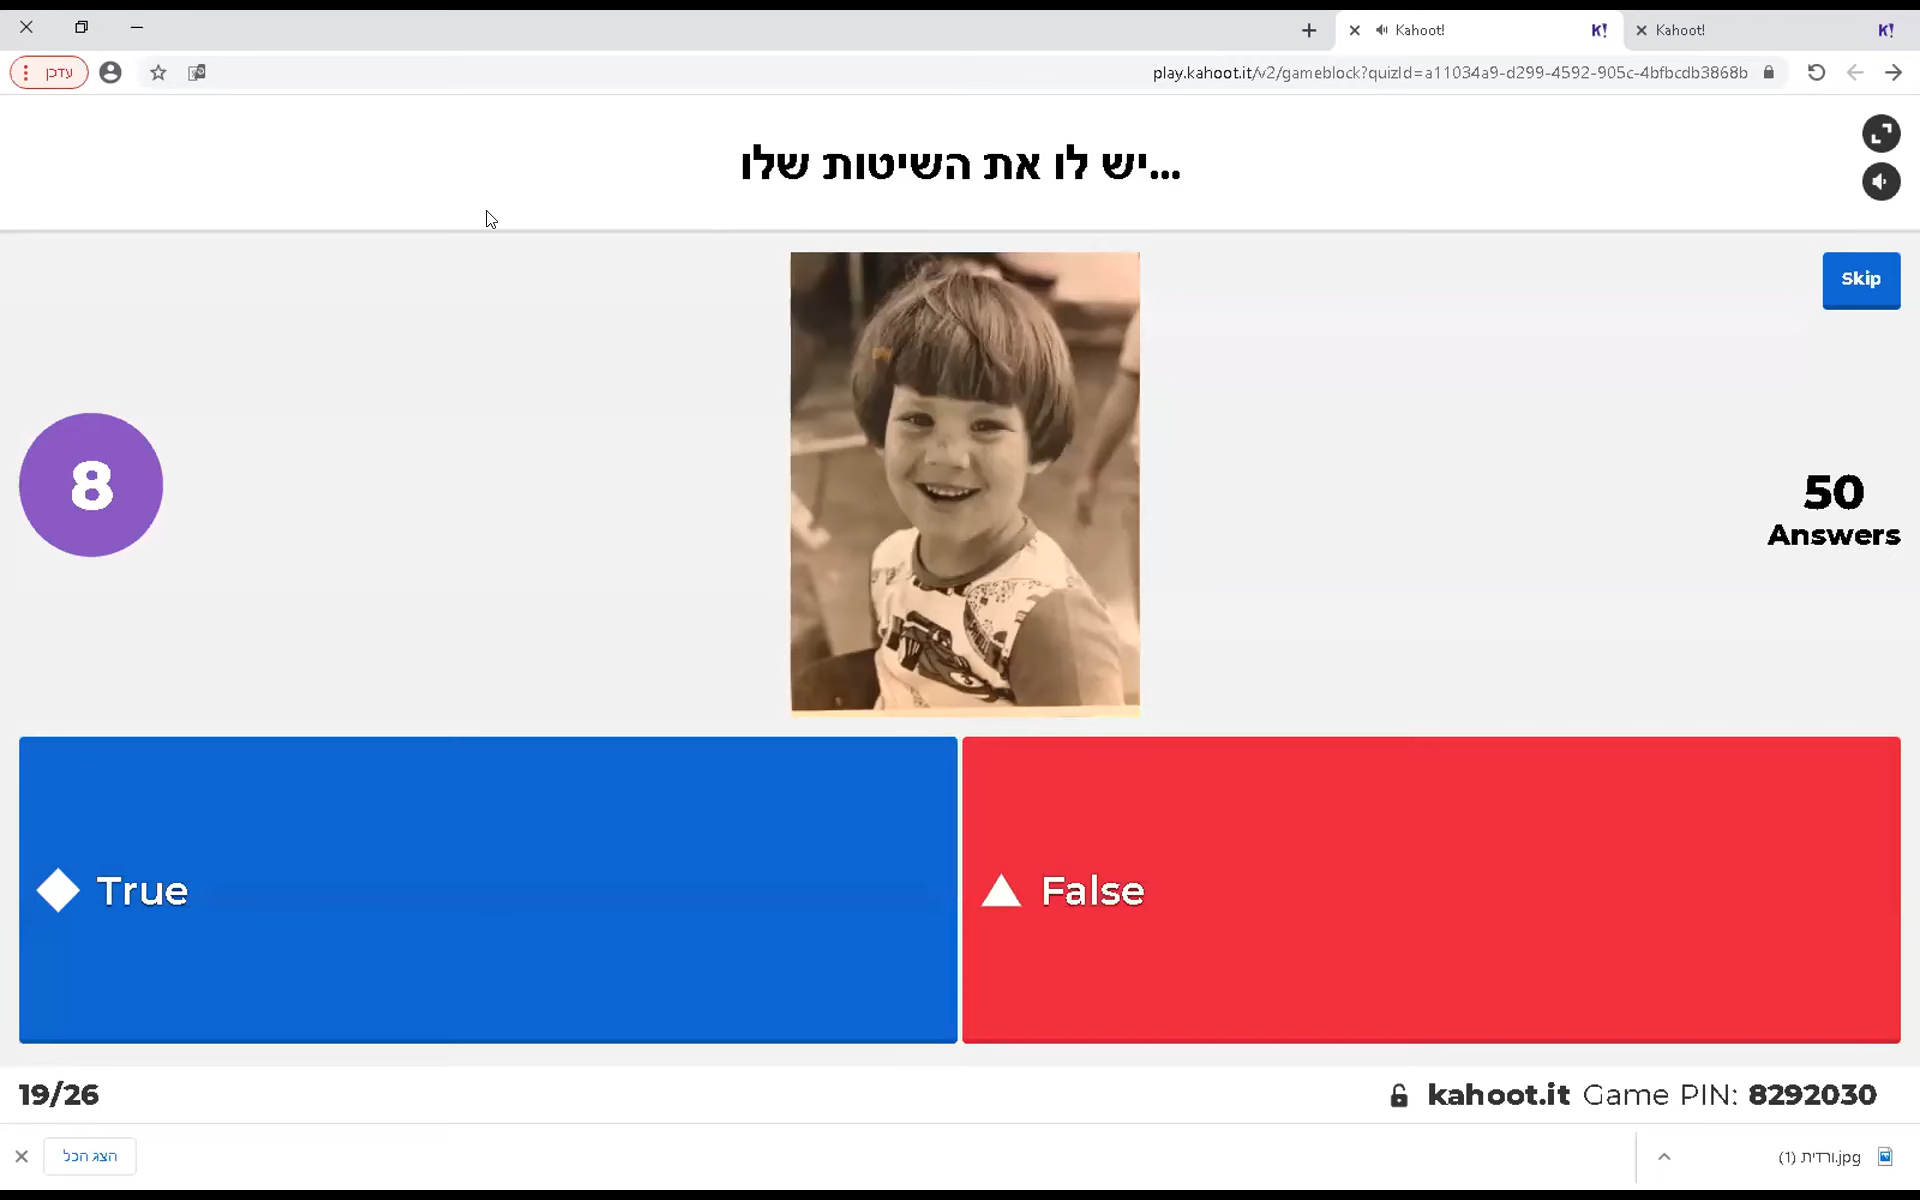 Kahoot!
Kahoot!
עדכן
play.kahoot.it/v2/gameblock?quizId=a11034a9-d299-4592-905c-4bfbcdb3868b
יש לו את השיטות שלו...
Skip
8
50
Answers
True
False
19/26
kahoot.it Game PIN: 8292030
הצג הכל
ורדית (1).jpg